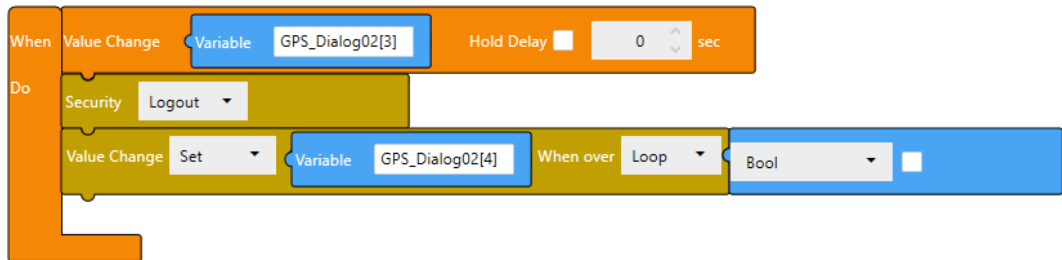 When Value Change Variable GPS_Dialog02[3] Hold Delay 0 sec
Do
Security Logout
Value Change Set Variable GPS_Dialog02[4] When over Loop Bool